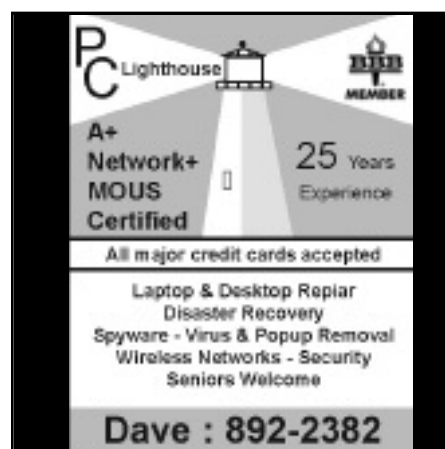 PC Lighthouse
BBB
MEMBER
A+
Network+
MOUS
Certified
25 Years
Experience
All major credit cards accepted
Laptop & Desktop Repiar
Disaster Recovery
Spyware - Virus & Popup Removal
Wireless Networks - Security
Seniors Welcome
Dave : 892-2382